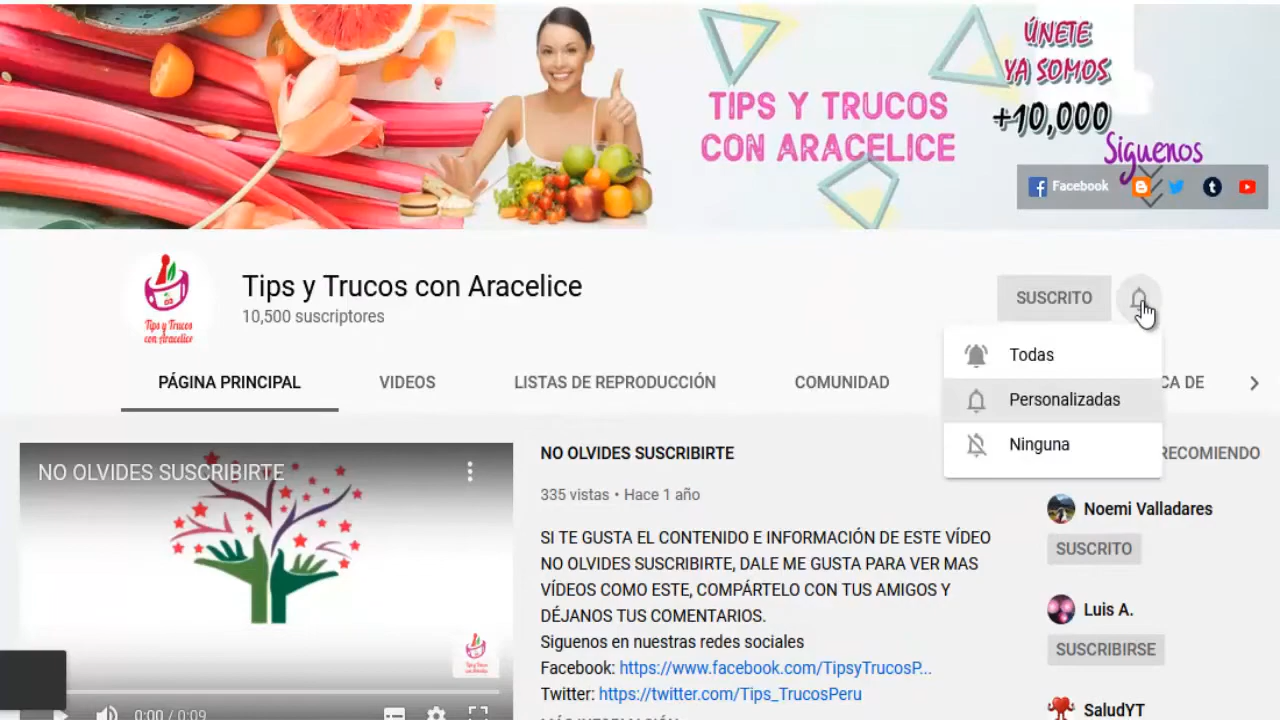 ÚNETE
YA SOMOS
+10,000
TIPS Y TRUCOS
CON ARACELICE
Siguenos
Facebook
Tips y Trucos con Aracelice
10,500 suscriptores
Tips y Trucos
con Aracelice
SUSCRITO
Todas
Personalizadas
Ninguna
PÁGINA PRINCIPAL VIDEOS LISTAS DE REPRODUCCIÓN COMUNIDAD CA DE
NO OLVIDES SUSCRIBIRTE
NO OLVIDES SUSCRIBIRTE
335 vistas • Hace 1 año
SI TE GUSTA EL CONTENIDO E INFORMACIÓN DE ESTE VÍDEO
NO OLVIDES SUSCRIBIRTE, DALE ME GUSTA PARA VER MAS
VÍDEOS COMO ESTE, COMPÁRTELO CON TUS AMIGOS Y
DÉJANOS TUS COMENTARIOS.
Siguenos en nuestras redes sociales
Facebook: https://www.facebook.com/TipsyTrucosP...
Twitter: https://twitter.com/Tips_TrucosPeru
MÁS INFORMACIÓN
0:00 / 0:09
RECOMIENDO
Noemi Valladares
SUSCRITO
Luis A.
SUSCRIBIRSE
SaludYT